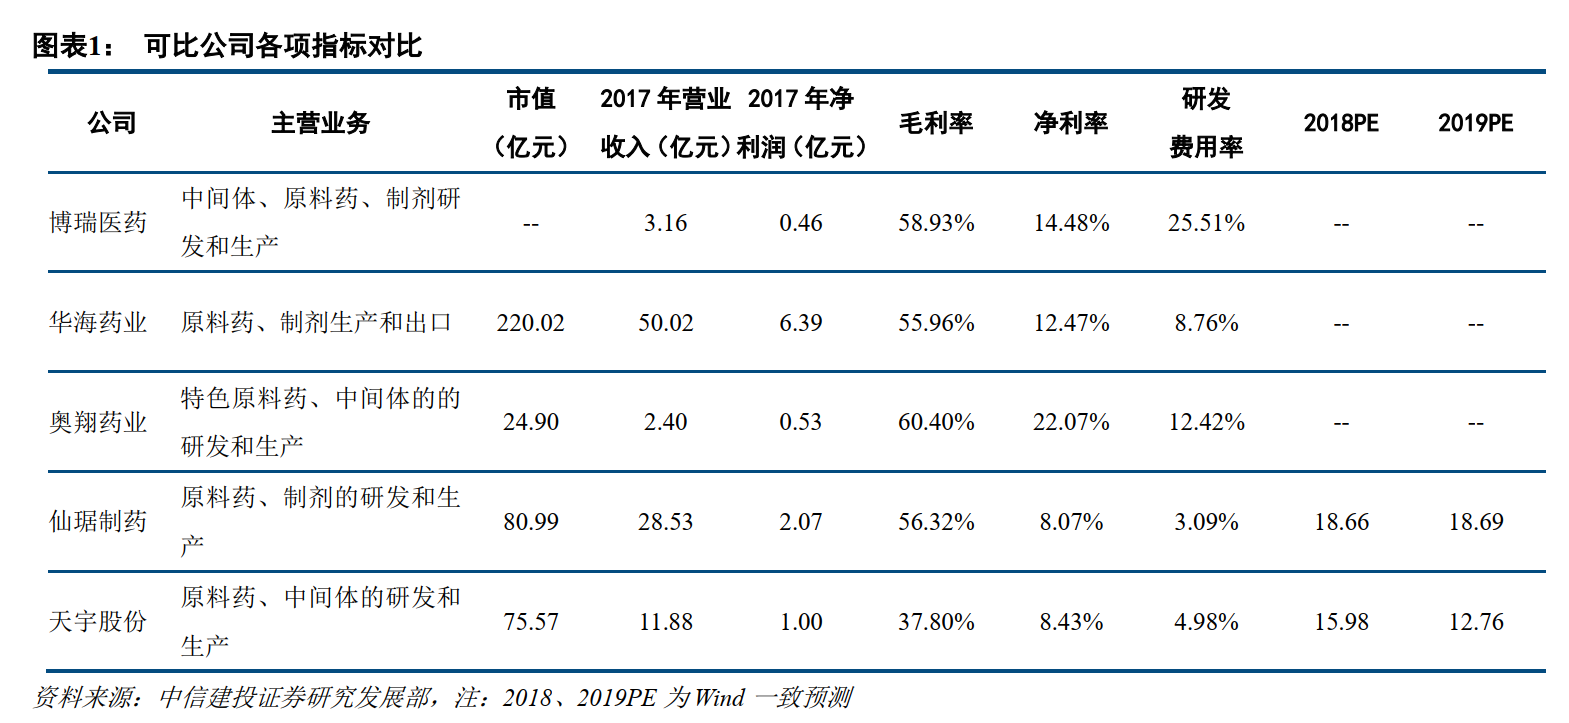 图表1： 可比公司各项指标对比
公司 主营业务 市值（亿元） 2017 年营业收入（亿元） 2017 年净利润（亿元） 毛利率 净利率 研发费用率 2018PE 2019PE
博瑞医药 中间体、原料药、制剂研发和生产 -- 3.16 0.46 58.93% 14.48% 25.51% -- --
华海药业 原料药、制剂生产和出口 220.02 50.02 6.39 55.96% 12.47% 8.76% -- --
奥翔药业 特色原料药、中间体的的研发和生产 24.90 2.40 0.53 60.40% 22.07% 12.42% -- --
仙琚制药 原料药、制剂的研发和生产 80.99 28.53 2.07 56.32% 8.07% 3.09% 18.66 18.69
天宇股份 原料药、中间体的研发和生产 75.57 11.88 1.00 37.80% 8.43% 4.98% 15.98 12.76
资料来源：中信建投证券研究发展部，注：2018、2019PE 为 Wind 一致预测